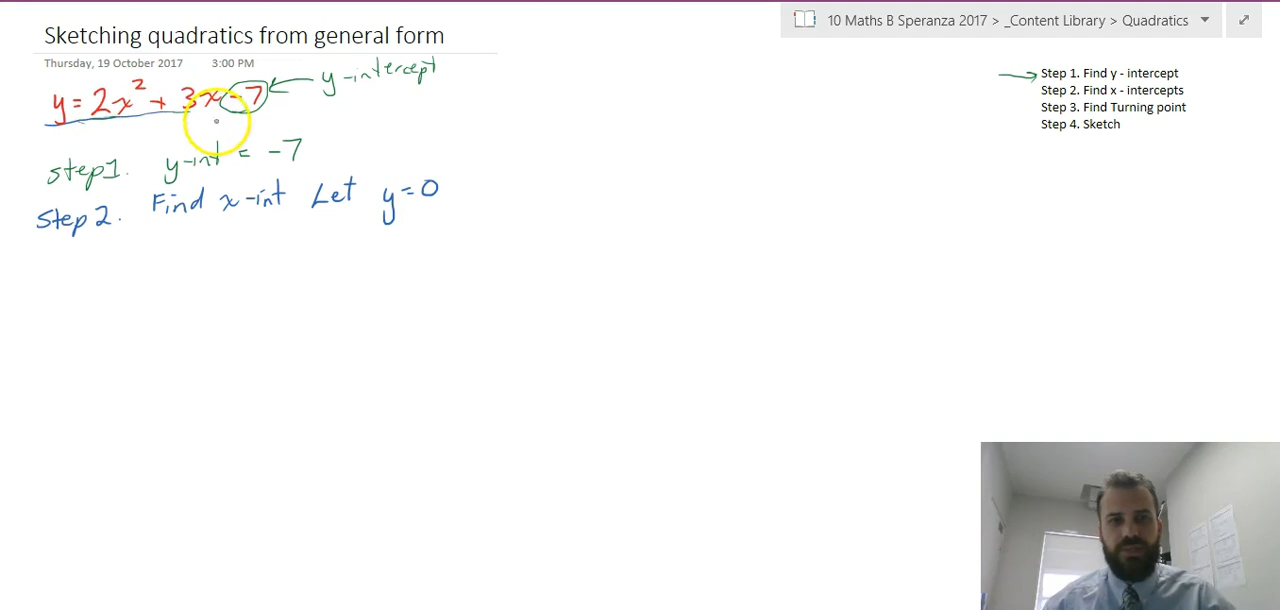 Sketching quadratics from general form
Thursday, 19 October 2017 3:00 PM
10 Maths B Speranza 2017 > _Content Library > Quadratics
y = 2x² + 3x - 7
y-intercept
Step 1. Find y - intercept
Step 2. Find x - intercepts
Step 3. Find Turning point
Step 4. Sketch
step 1. y-int = -7
Step 2. Find x-int Let y=0